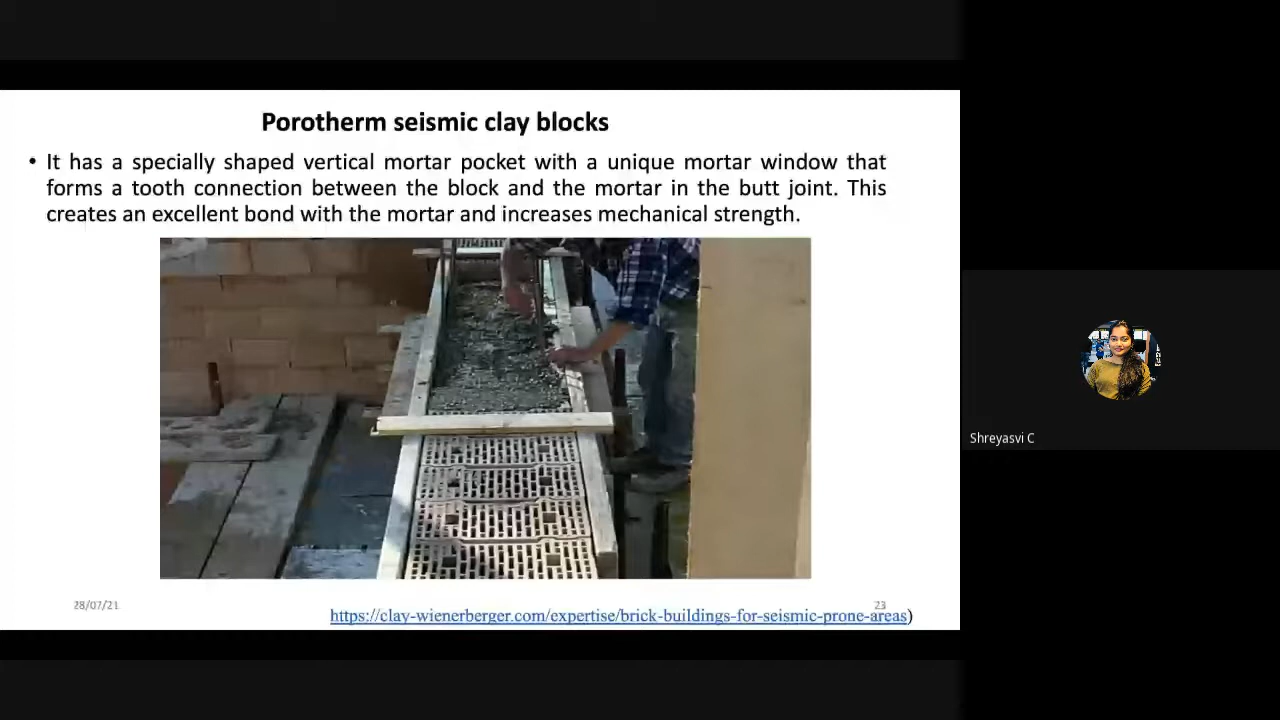 Porotherm seismic clay blocks
• It has a specially shaped vertical mortar pocket with a unique mortar window that
forms a tooth connection between the block and the mortar in the butt joint. This
creates an excellent bond with the mortar and increases mechanical strength.
Shreyasvi C
28/07/21
23
https://clay-wienerberger.com/expertise/brick-buildings-for-seismic-prone-areas)